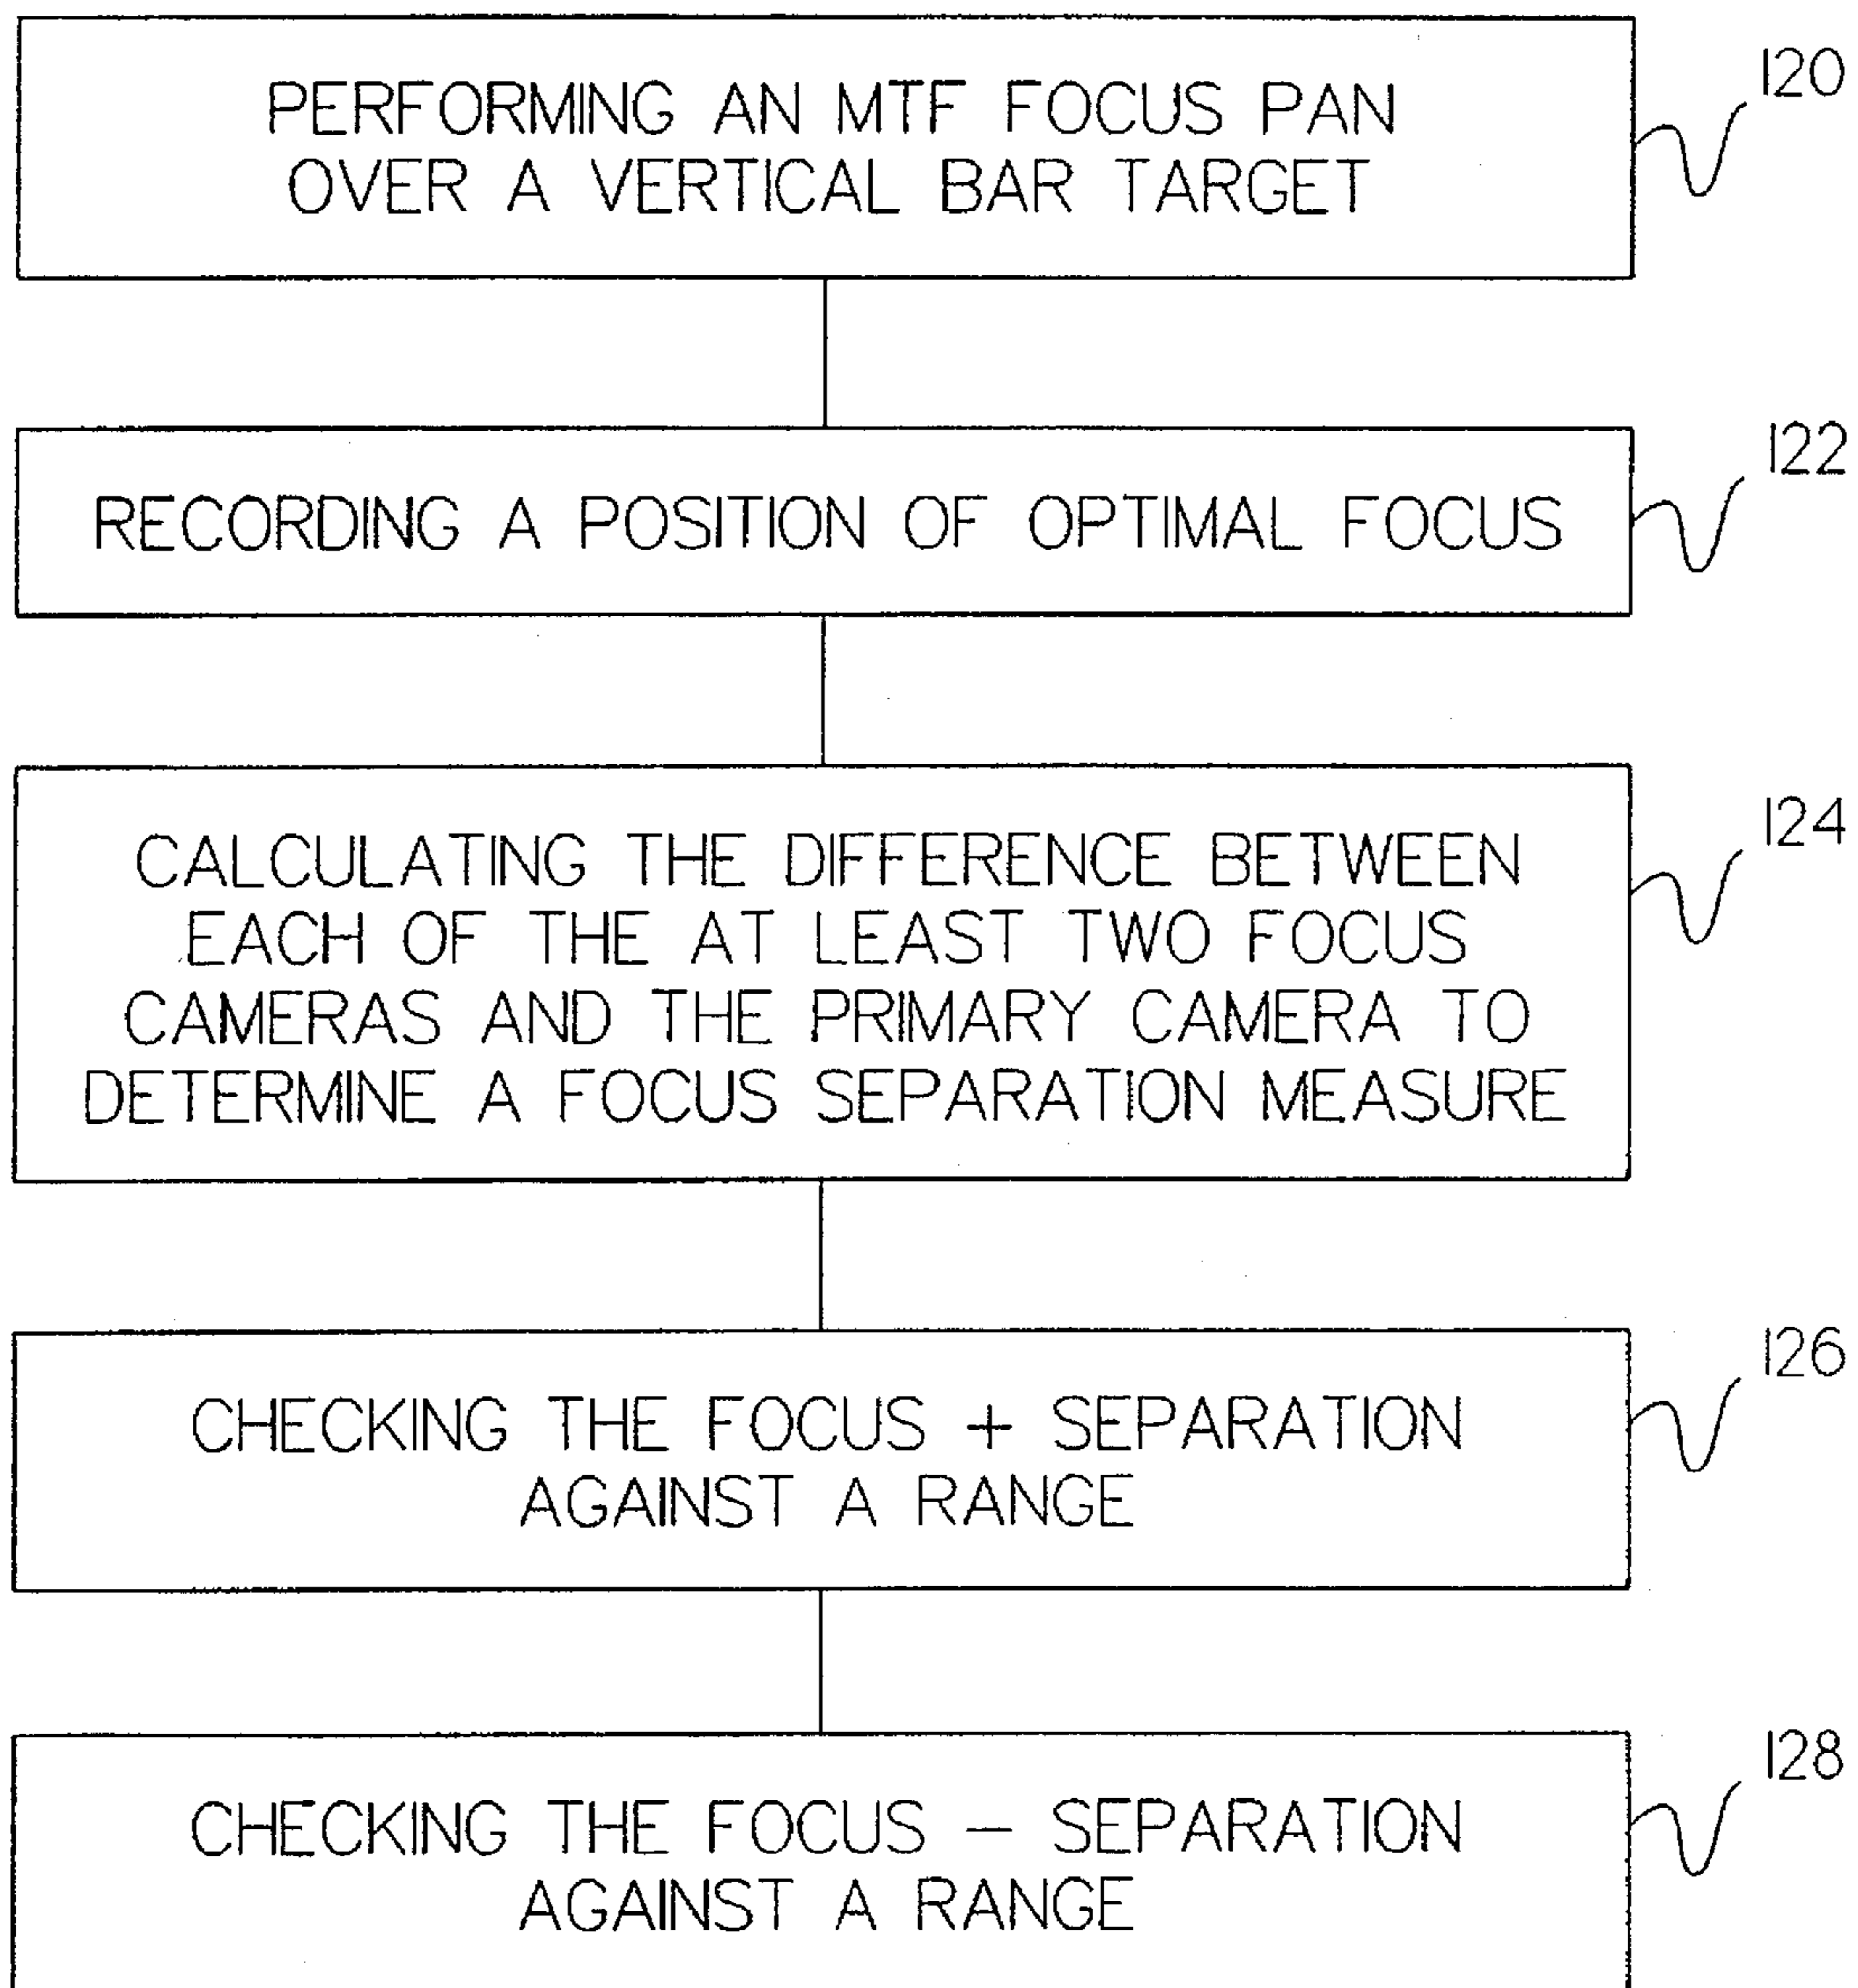 PERFORMING AN MTF FOCUS PAN
OVER A VERTICAL BAR TARGET
120
RECORDING A POSITION OF OPTIMAL FOCUS
122
CALCULATING THE DIFFERENCE BETWEEN
EACH OF THE AT LEAST TWO FOCUS
CAMERAS AND THE PRIMARY CAMERA TO
DETERMINE A FOCUS SEPARATION MEASURE
124
CHECKING THE FOCUS + SEPARATION
AGAINST A RANGE
126
CHECKING THE FOCUS – SEPARATION
AGAINST A RANGE
128